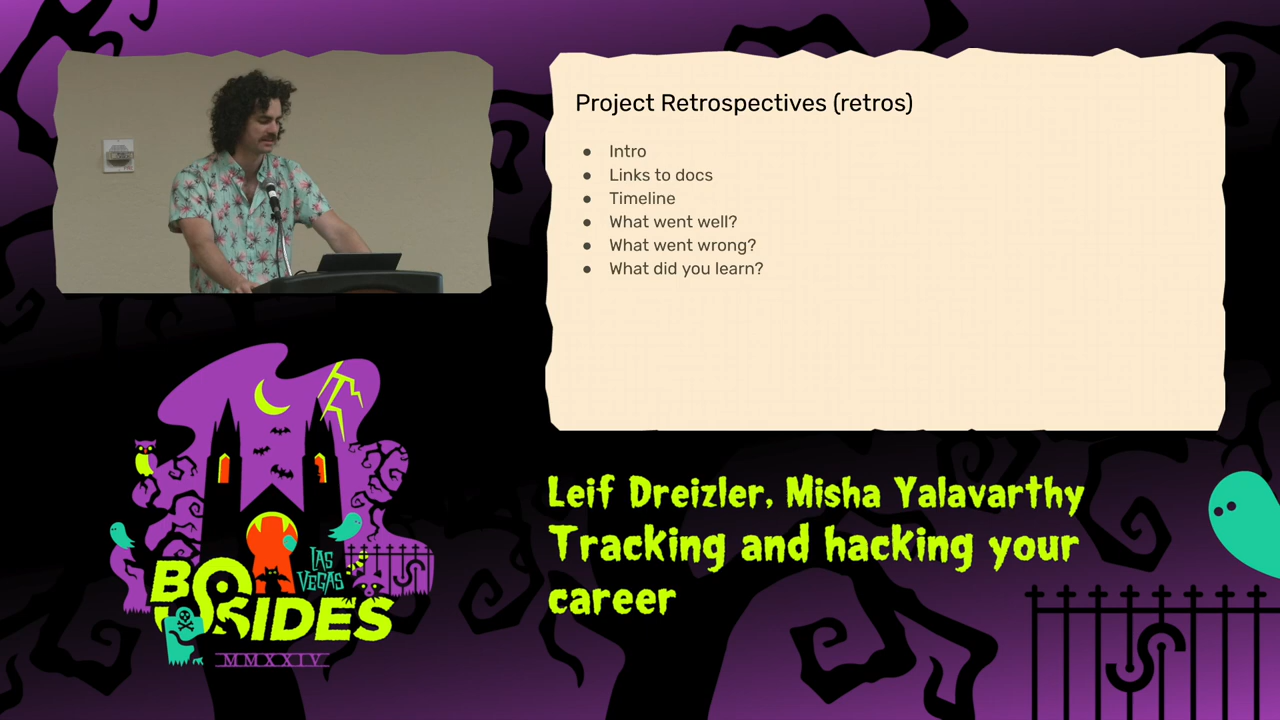 Project Retrospectives (retros)
● Intro
● Links to docs
● Timeline
● What went well?
● What went wrong?
● What did you learn?
Leif Dreizler, Misha Yalavarthy
Tracking and hacking your
career
LAS
VEGAS
BSIDES
MMXXIV